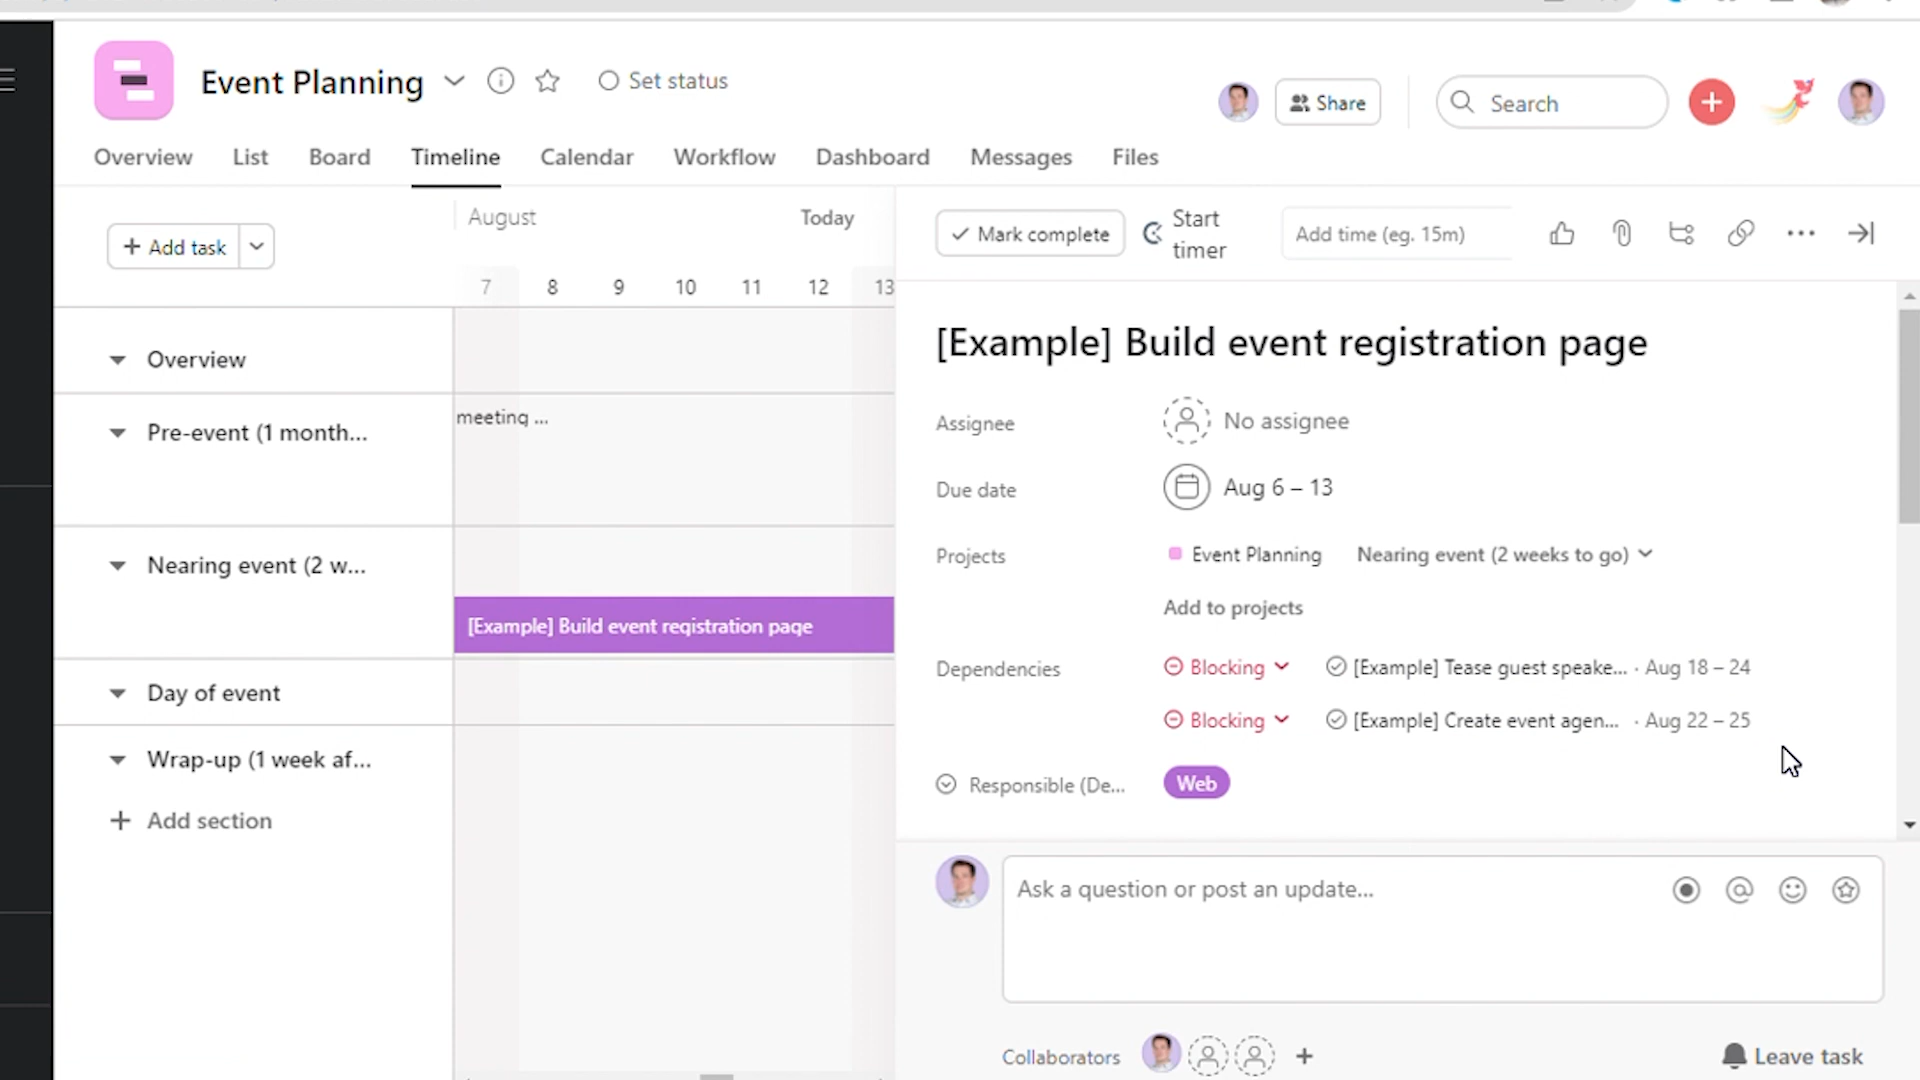 Event Planning
Set status
Share
Search
Overview List Board Timeline Calendar Workflow Dashboard Messages Files
Add task
August
Today
7 8 9 10 11 12 13
Overview
Pre-event (1 month...
meeting ...
Nearing event (2 w...
[Example] Build event registration page
Day of event
Wrap-up (1 week af...
Add section
Mark complete
Start
timer
Add time (eg. 15m)
[Example] Build event registration page
Assignee No assignee
Due date Aug 6 – 13
Projects Event Planning Nearing event (2 weeks to go)
Add to projects
Dependencies Blocking [Example] Tease guest speake... · Aug 18 – 24
Blocking [Example] Create event agen... · Aug 22 – 25
Responsible (De... Web
Ask a question or post an update...
Collaborators
Leave task